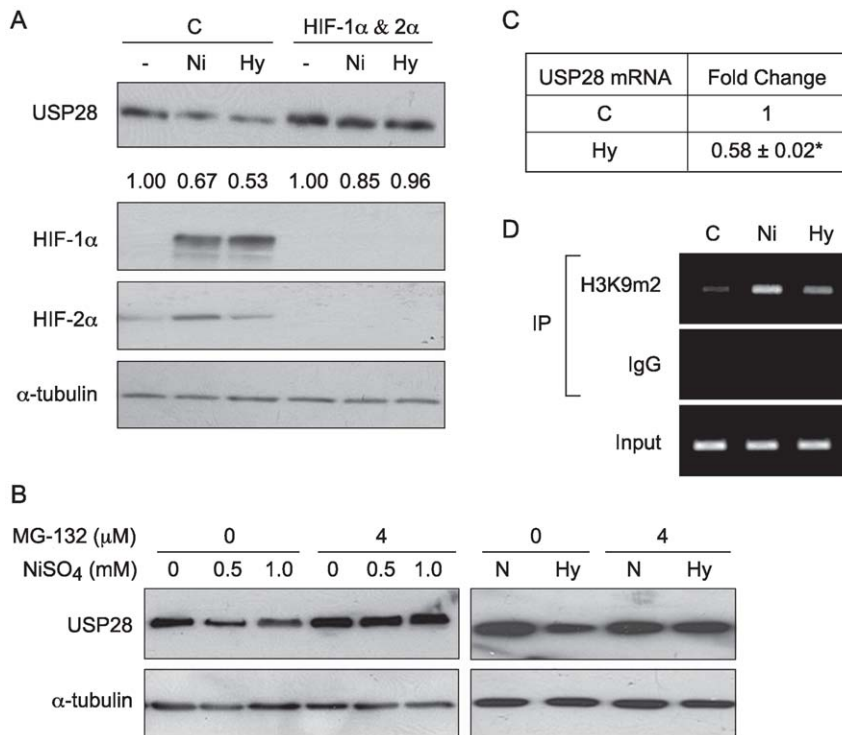 A
C HIF-1α & 2α
- Ni Hy - Ni Hy
USP28
1.00 0.67 0.53 1.00 0.85 0.96
HIF-1α
HIF-2α
α-tubulin
C
USP28 mRNA Fold Change
C 1
Hy 0.58 ± 0.02*
D
C Ni Hy
IP
H3K9m2
IgG
Input
B
MG-132 (μM) 0 4 0 4
NiSO4 (mM) 0 0.5 1.0 0 0.5 1.0 N Hy N Hy
USP28
α-tubulin